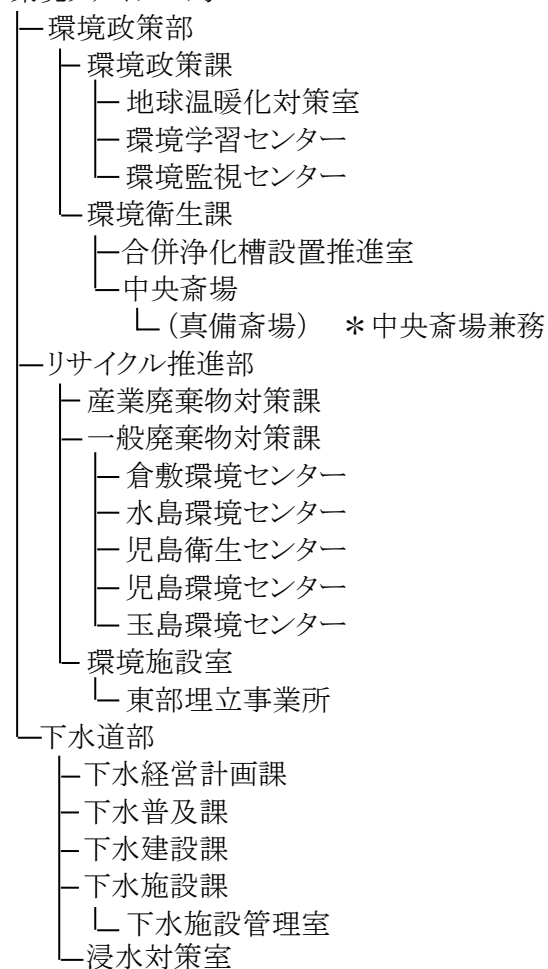 環境政策部
環境政策課
地球温暖化対策室
環境学習センター
環境監視センター
環境衛生課
合併浄化槽設置推進室
中央斎場
(真備斎場) ＊中央斎場兼務
リサイクル推進部
産業廃棄物対策課
一般廃棄物対策課
倉敷環境センター
水島環境センター
児島衛生センター
児島環境センター
玉島環境センター
環境施設室
東部埋立事業所
下水道部
下水経営計画課
下水普及課
下水建設課
下水施設課
下水施設管理室
浸水対策室